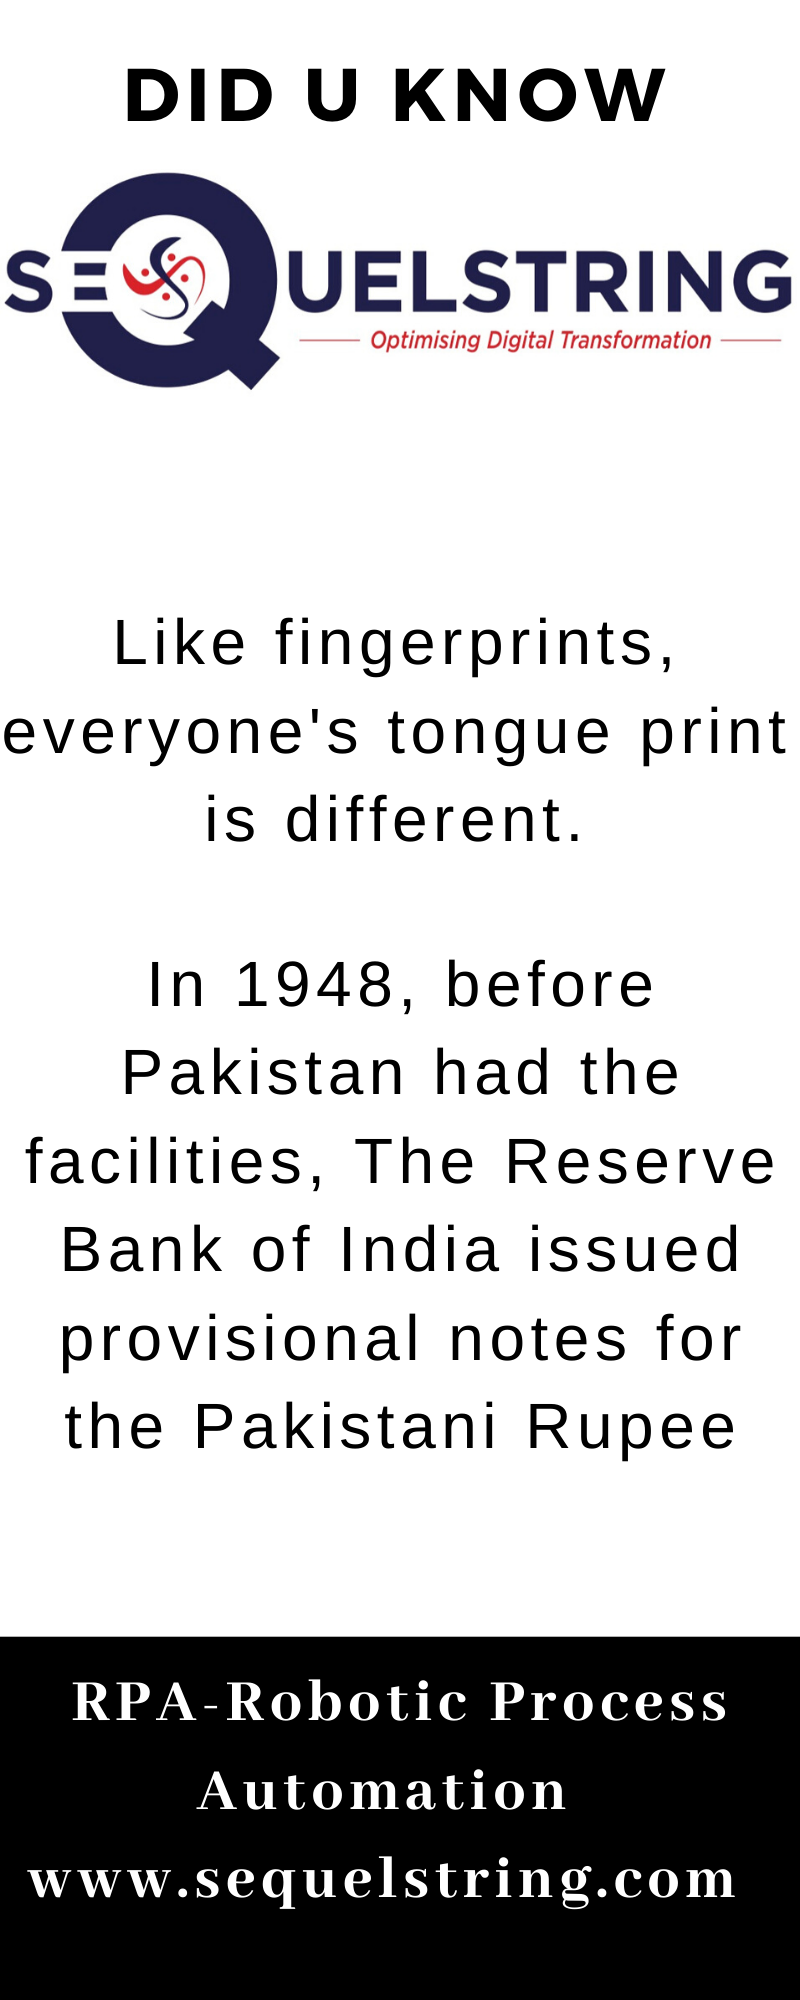 DID U KNOW
SEQUELSTRING
Optimising Digital Transformation
Like fingerprints,
everyone's tongue print
is different.
In 1948, before
Pakistan had the
facilities, The Reserve
Bank of India issued
provisional notes for
the Pakistani Rupee
RPA-Robotic Process
Automation
www.sequelstring.com